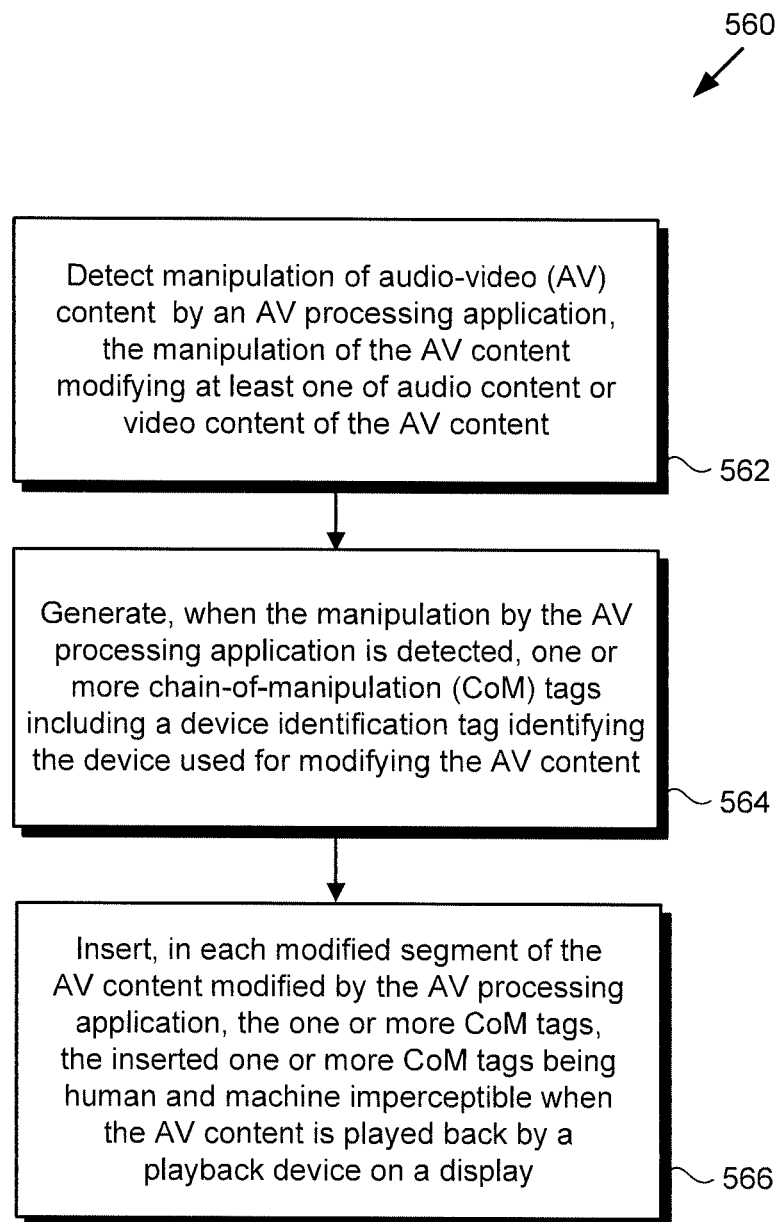 560
Detect manipulation of audio-video (AV)
content by an AV processing application,
the manipulation of the AV content
modifying at least one of audio content or
video content of the AV content
562
Generate, when the manipulation by the AV
processing application is detected, one or
more chain-of-manipulation (CoM) tags
including a device identification tag identifying
the device used for modifying the AV content
564
Insert, in each modified segment of the
AV content modified by the AV processing
application, the one or more CoM tags,
the inserted one or more CoM tags being
human and machine imperceptible when
the AV content is played back by a
playback device on a display
566